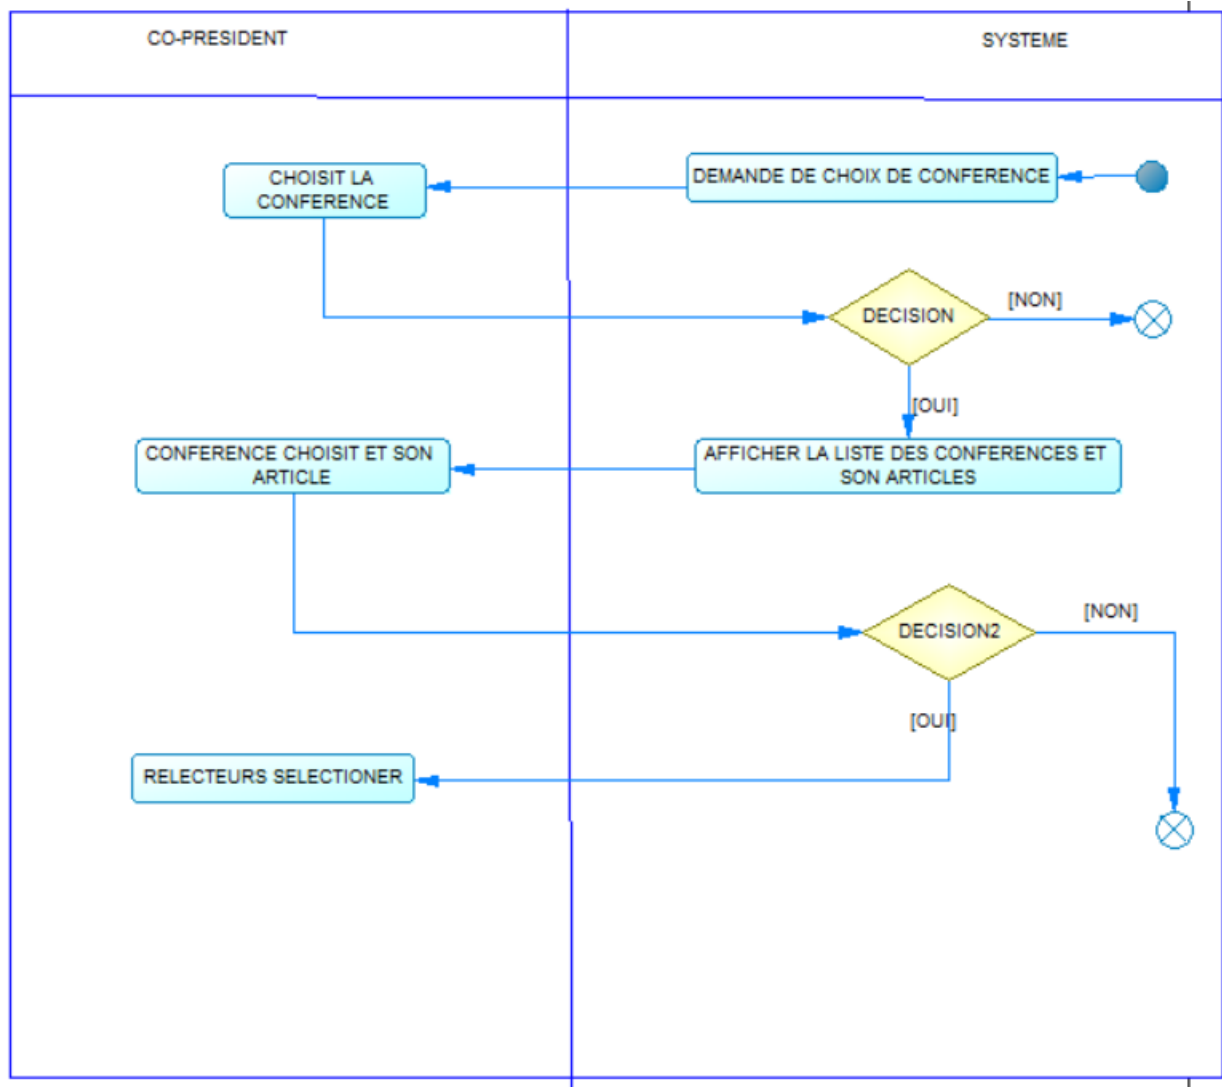 CO-PRESIDENT
SYSTEME
CHOISIT LA
CONFERENCE
DEMANDE DE CHOIX DE CONFERENCE
DECISION
[NON]
[OUI]
CONFERENCE CHOISIT ET SON
ARTICLE
AFFICHER LA LISTE DES CONFERENCES ET
SON ARTICLES
DECISION2
[NON]
[OUI]
RELECTEURS SELECTIONER